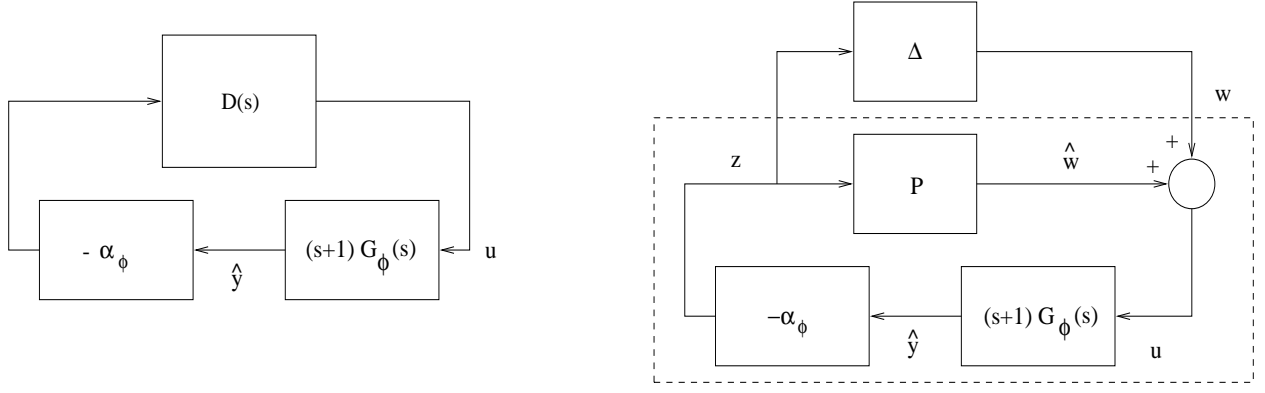 D(s)
- α_ϕ
(s+1) G_ϕ(s)
ŷ
u
Δ
w
z
P
ŵ
+
+
−α_ϕ
(s+1) G_ϕ(s)
ŷ
u